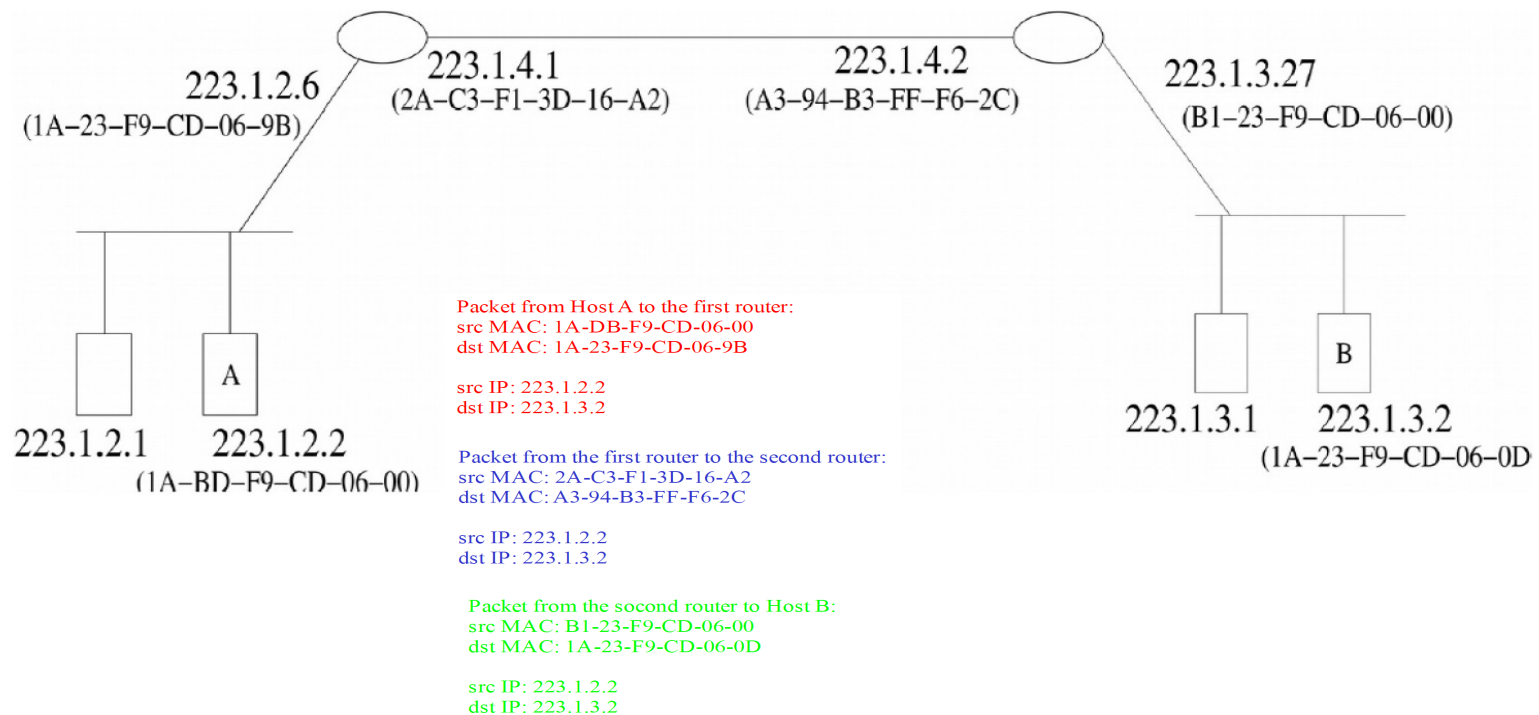 223.1.2.6
(1A–23–F9–CD–06–9B)
223.1.4.1
(2A–C3–F1–3D–16–A2)
223.1.4.2
(A3–94–B3–FF–F6–2C)
223.1.3.27
(B1–23–F9–CD–06–00)
A
223.1.2.1
223.1.2.2
(1A–BD–F9–CD–06–00)
Packet from Host A to the first router:
src MAC: 1A-DB-F9-CD-06-00
dst MAC: 1A-23-F9-CD-06-9B
src IP: 223.1.2.2
dst IP: 223.1.3.2
Packet from the first router to the second router:
src MAC: 2A-C3-F1-3D-16-A2
dst MAC: A3-94-B3-FF-F6-2C
src IP: 223.1.2.2
dst IP: 223.1.3.2
Packet from the socond router to Host B:
src MAC: B1-23-F9-CD-06-00
dst MAC: 1A-23-F9-CD-06-0D
src IP: 223.1.2.2
dst IP: 223.1.3.2
B
223.1.3.1
223.1.3.2
(1A–23–F9–CD–06–0D